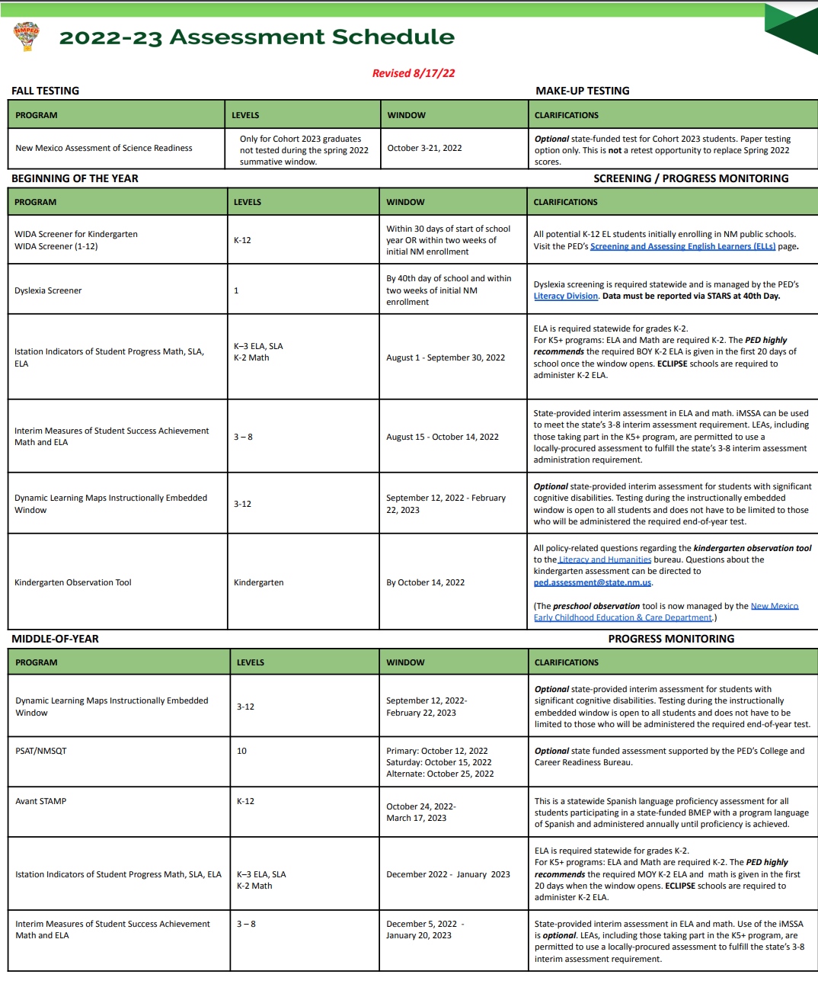 NMPED
2022-23 Assessment Schedule
Revised 8/17/22
FALL TESTING
MAKE-UP TESTING
PROGRAM
LEVELS
WINDOW
CLARIFICATIONS
New Mexico Assessment of Science Readiness
Only for Cohort 2023 graduates
not tested during the spring 2022
summative window.
October 3-21, 2022
Optional state-funded test for Cohort 2023 students. Paper testing
option only. This is not a retest opportunity to replace Spring 2022
scores.
BEGINNING OF THE YEAR
SCREENING / PROGRESS MONITORING
PROGRAM
LEVELS
WINDOW
CLARIFICATIONS
WIDA Screener for Kindergarten
WIDA Screener (1-12)
K-12
Within 30 days of start of school
year OR within two weeks of
initial NM enrollment
All potential K-12 EL students initially enrolling in NM public schools.
Visit the PED's Screening and Assessing English Learners (ELLs) page.
Dyslexia Screener
1
By 40th day of school and within
two weeks of initial NM
enrollment
Dyslexia screening is required statewide and is managed by the PED's
Literacy Division. Data must be reported via STARS at 40th Day.
Istation Indicators of Student Progress Math, SLA,
ELA
K–3 ELA, SLA
K-2 Math
August 1 - September 30, 2022
ELA is required statewide for grades K-2.
For K5+ programs: ELA and Math are required K-2. The PED highly
recommends the required BOY K-2 ELA is given in the first 20 days of
school once the window opens. ECLIPSE schools are required to
administer K-2 ELA.
Interim Measures of Student Success Achievement
Math and ELA
3 – 8
August 15 - October 14, 2022
State-provided interim assessment in ELA and math. iMSSA can be used
to meet the state's 3-8 interim assessment requirement. LEAs, including
those taking part in the K5+ program, are permitted to use a
locally-procured assessment to fulfill the state's 3-8 interim assessment
administration requirement.
Dynamic Learning Maps Instructionally Embedded
Window
3-12
September 12, 2022 - February
22, 2023
Optional state-provided interim assessment for students with significant
cognitive disabilities. Testing during the instructionally embedded
window is open to all students and does not have to be limited to those
who will be administered the required end-of-year test.
Kindergarten Observation Tool
Kindergarten
By October 14, 2022
All policy-related questions regarding the kindergarten observation tool
to the Literacy and Humanities bureau. Questions about the
kindergarten assessment can be directed to
ped.assessment@state.nm.us.
(The preschool observation tool is now managed by the New Mexico
Early Childhood Education & Care Department.)
MIDDLE-OF-YEAR
PROGRESS MONITORING
PROGRAM
LEVELS
WINDOW
CLARIFICATIONS
Dynamic Learning Maps Instructionally Embedded
Window
3-12
September 12, 2022-
February 22, 2023
Optional state-provided interim assessment for students with
significant cognitive disabilities. Testing during the instructionally
embedded window is open to all students and does not have to be
limited to those who will be administered the required end-of-year test.
PSAT/NMSQT
10
Primary: October 12, 2022
Saturday: October 15, 2022
Alternate: October 25, 2022
Optional state funded assessment supported by the PED's College and
Career Readiness Bureau.
Avant STAMP
K-12
October 24, 2022-
March 17, 2023
This is a statewide Spanish language proficiency assessment for all
students participating in a state-funded BMEP with a program language
of Spanish and administered annually until proficiency is achieved.
Istation Indicators of Student Progress Math, SLA, ELA
K–3 ELA, SLA
K-2 Math
December 2022 - January 2023
ELA is required statewide for grades K-2.
For K5+ programs: ELA and Math are required K-2. The PED highly
recommends the required MOY K-2 ELA and math is given in the first
20 days when the window opens. ECLIPSE schools are required to
administer K-2 ELA.
Interim Measures of Student Success Achievement
Math and ELA
3 – 8
December 5, 2022 -
January 20, 2023
State-provided interim assessment in ELA and math. Use of the iMSSA
is optional. LEAs, including those taking part in the K5+ program, are
permitted to use a locally-procured assessment to fulfill the state's 3-8
interim assessment requirement.